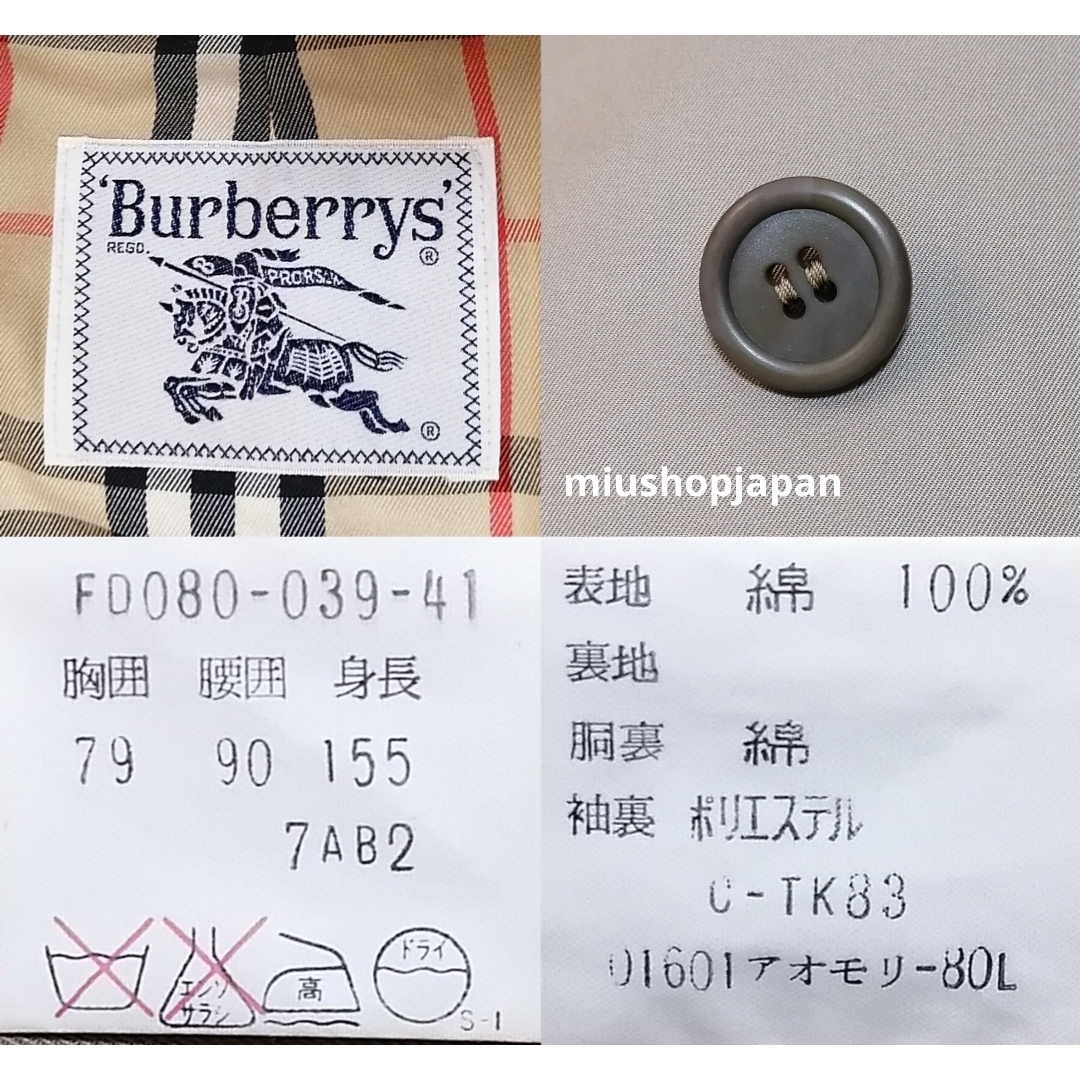 'Burberrys'
REGD.
®
PRORSUM
®
miushopjapan
FD080-039-41
胸囲 腰囲 身長
79 90 155
7AB2
エンソ
サラシ
高
ドライ
S-1
表地 綿 100%
裏地
胴裏 綿
袖裏 ポリエステル
C-TK83
01601アオモリ-80L